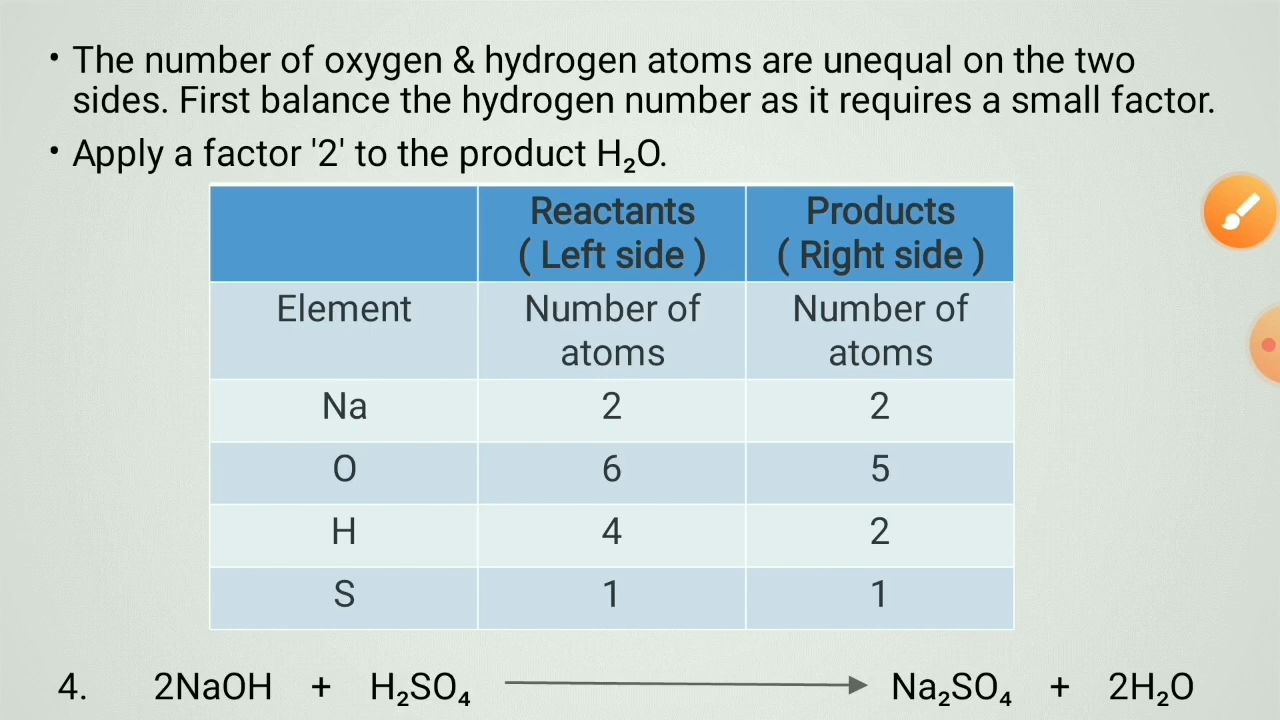 • The number of oxygen & hydrogen atoms are unequal on the two
sides. First balance the hydrogen number as it requires a small factor.
• Apply a factor '2' to the product H₂O.
Reactants Products
( Left side ) ( Right side )
Element Number of Number of
atoms atoms
Na 2 2
O 6 5
H 4 2
S 1 1
4. 2NaOH + H₂SO₄ ⟶ Na₂SO₄ + 2H₂O